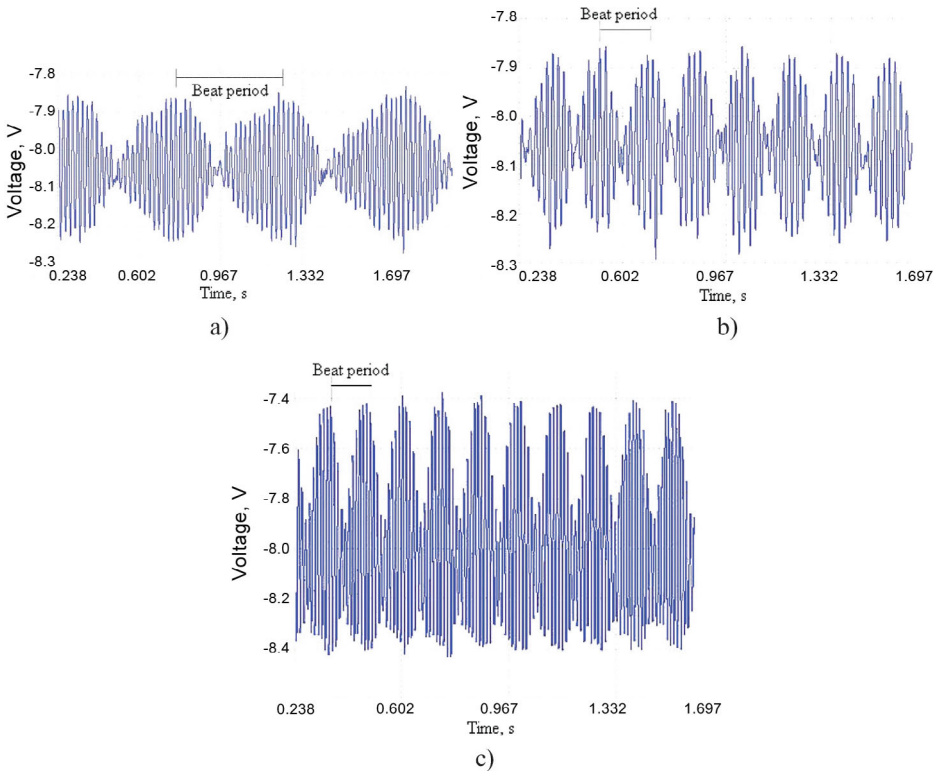 Beat period
-7.8
-7.9
-8.0
-8.1
-8.2
-8.3
Voltage, V
0.238 0.602 0.967 1.332 1.697
Time, s
a)
Beat period
-7.8
-7.9
-8.0
-8.1
-8.2
-8.3
Voltage, V
0.238 0.602 0.967 1.332 1.697
Time, s
b)
Beat period
-7.4
-7.6
-7.8
-8.0
-8.2
-8.4
Voltage, V
0.238 0.602 0.967 1.332 1.697
Time, s
c)